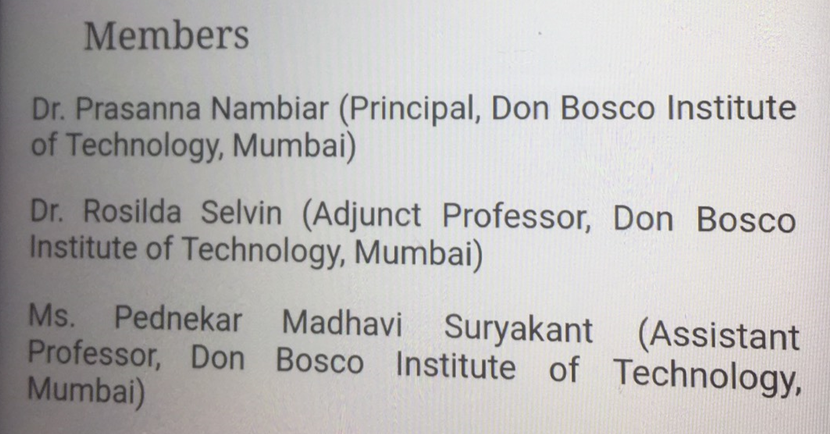 Members
Dr. Prasanna Nambiar (Principal, Don Bosco Institute
of Technology, Mumbai)
Dr. Rosilda Selvin (Adjunct Professor, Don Bosco
Institute of Technology, Mumbai)
Ms. Pednekar Madhavi Suryakant (Assistant
Professor, Don Bosco Institute of Technology,
Mumbai)